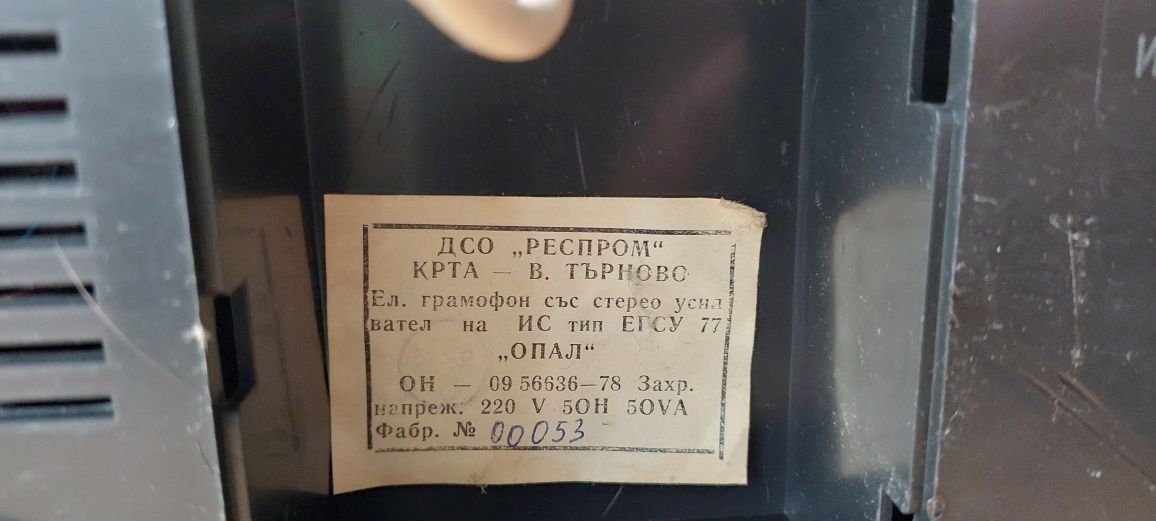 ДСО „РЕСПРОМ“
КРТА — В. ТЪРНОВО
Ел. грамофон със стерео усил
вател на ИС тип ЕГСУ 77
„ОПАЛ“
ОН — 09 56636—78 Захр.
напреж. 220 V 50H 50VA
Фабр. № 00053